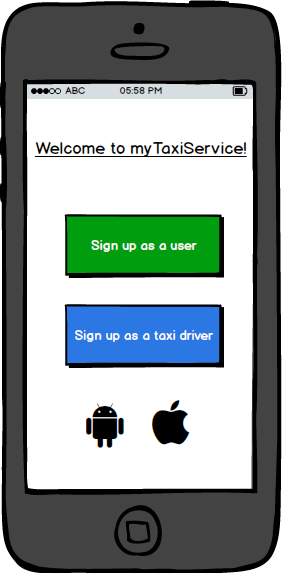 ABC 05:58 PM
Welcome to myTaxiService!
Sign up as a user
Sign up as a taxi driver